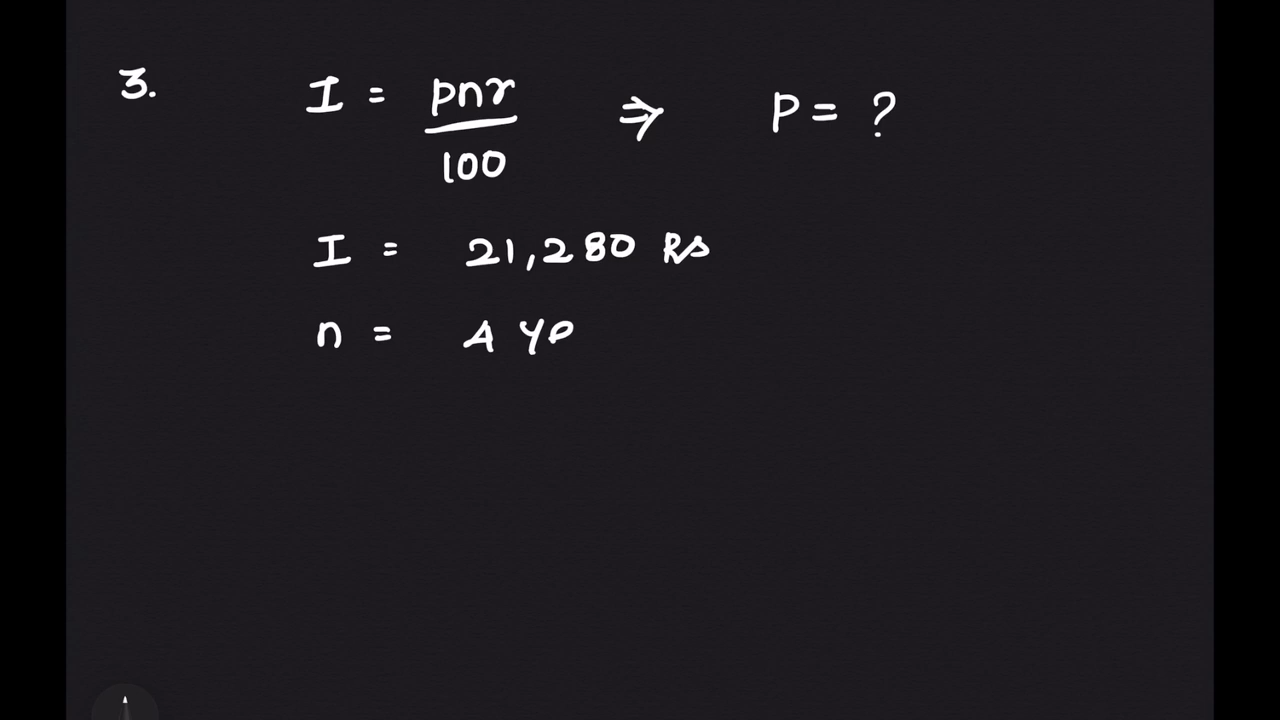 3. I = pnr/100 ⇒ P = ?
I = 21,280 Rs
n = 4 yr